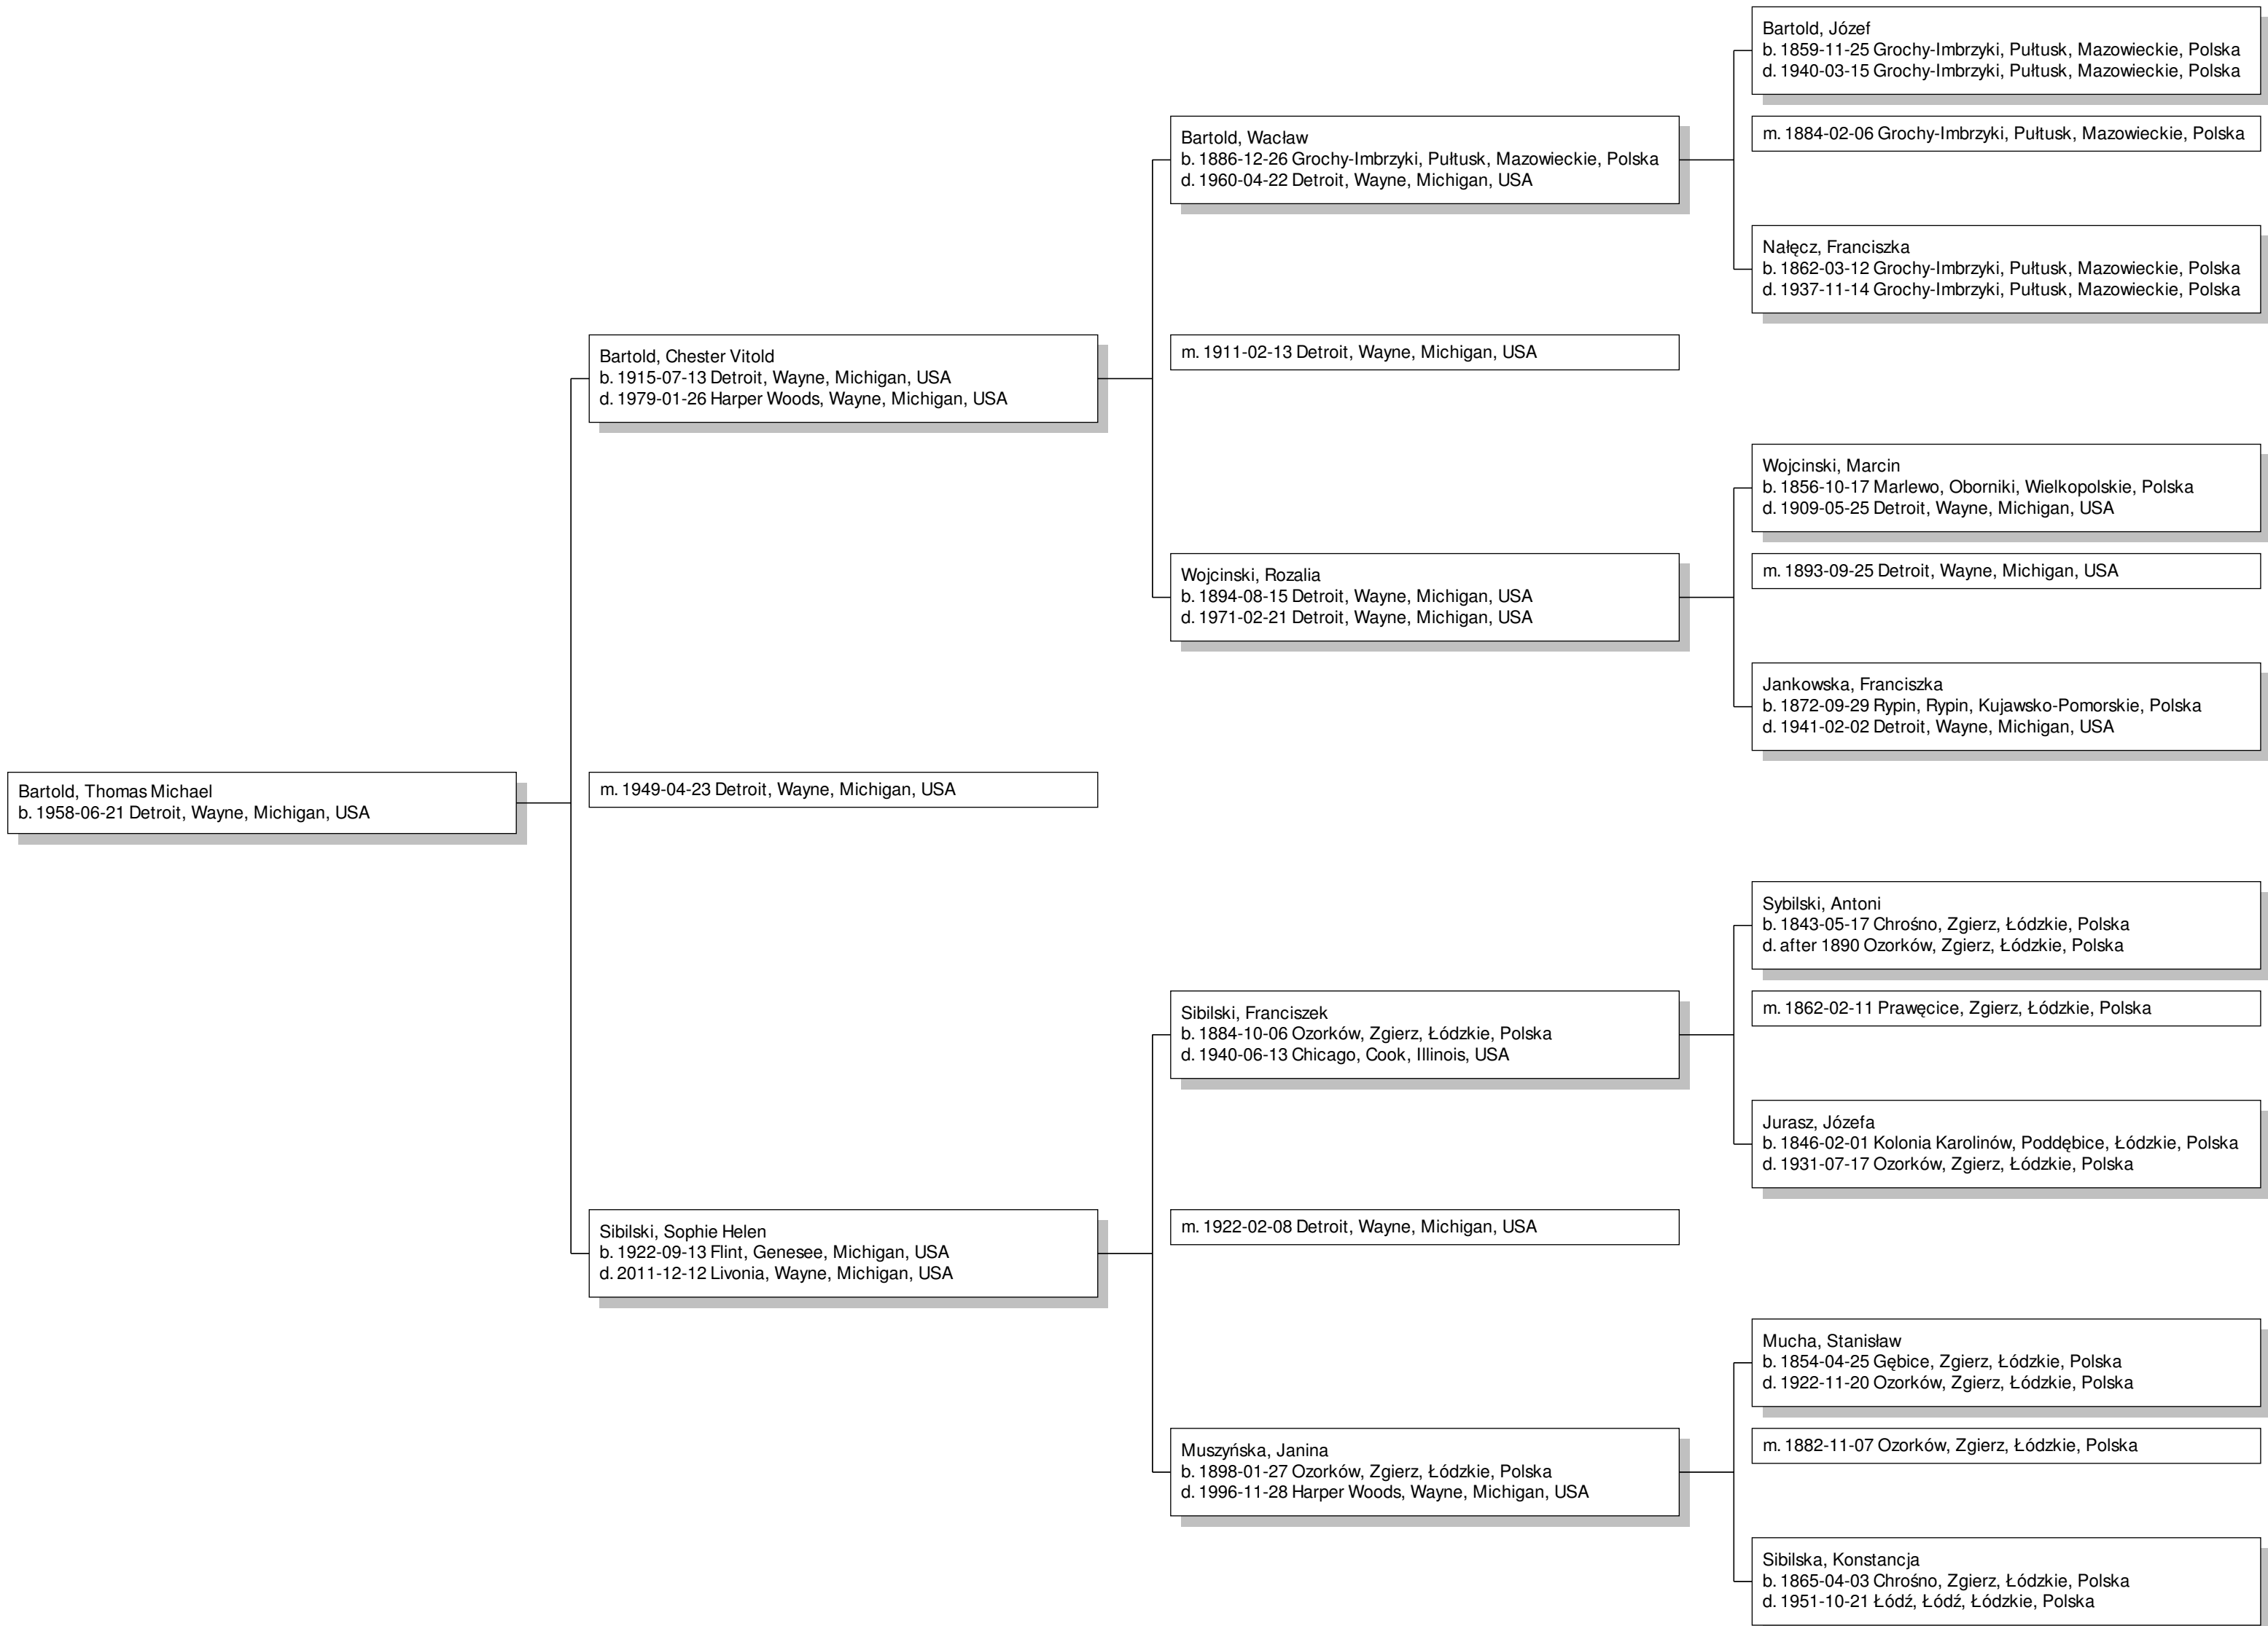 Bartold, Thomas Michael
b. 1958-06-21 Detroit, Wayne, Michigan, USA
Bartold, Chester Vitold
b. 1915-07-13 Detroit, Wayne, Michigan, USA
d. 1979-01-26 Harper Woods, Wayne, Michigan, USA
m. 1949-04-23 Detroit, Wayne, Michigan, USA
Sibilski, Sophie Helen
b. 1922-09-13 Flint, Genesee, Michigan, USA
d. 2011-12-12 Livonia, Wayne, Michigan, USA
Bartold, Wacław
b. 1886-12-26 Grochy-Imbrzyki, Pułtusk, Mazowieckie, Polska
d. 1960-04-22 Detroit, Wayne, Michigan, USA
m. 1911-02-13 Detroit, Wayne, Michigan, USA
Wojcinski, Rozalia
b. 1894-08-15 Detroit, Wayne, Michigan, USA
d. 1971-02-21 Detroit, Wayne, Michigan, USA
Sibilski, Franciszek
b. 1884-10-06 Ozorków, Zgierz, Łódzkie, Polska
d. 1940-06-13 Chicago, Cook, Illinois, USA
m. 1922-02-08 Detroit, Wayne, Michigan, USA
Muszyńska, Janina
b. 1898-01-27 Ozorków, Zgierz, Łódzkie, Polska
d. 1996-11-28 Harper Woods, Wayne, Michigan, USA
Bartold, Józef
b. 1859-11-25 Grochy-Imbrzyki, Pułtusk, Mazowieckie, Polska
d. 1940-03-15 Grochy-Imbrzyki, Pułtusk, Mazowieckie, Polska
m. 1884-02-06 Grochy-Imbrzyki, Pułtusk, Mazowieckie, Polska
Nałęcz, Franciszka
b. 1862-03-12 Grochy-Imbrzyki, Pułtusk, Mazowieckie, Polska
d. 1937-11-14 Grochy-Imbrzyki, Pułtusk, Mazowieckie, Polska
Wojcinski, Marcin
b. 1856-10-17 Marlewo, Oborniki, Wielkopolskie, Polska
d. 1909-05-25 Detroit, Wayne, Michigan, USA
m. 1893-09-25 Detroit, Wayne, Michigan, USA
Jankowska, Franciszka
b. 1872-09-29 Rypin, Rypin, Kujawsko-Pomorskie, Polska
d. 1941-02-02 Detroit, Wayne, Michigan, USA
Sybilski, Antoni
b. 1843-05-17 Chrośno, Zgierz, Łódzkie, Polska
d. after 1890 Ozorków, Zgierz, Łódzkie, Polska
m. 1862-02-11 Prawęcice, Zgierz, Łódzkie, Polska
Jurasz, Józefa
b. 1846-02-01 Kolonia Karolinów, Poddębice, Łódzkie, Polska
d. 1931-07-17 Ozorków, Zgierz, Łódzkie, Polska
Mucha, Stanisław
b. 1854-04-25 Gębice, Zgierz, Łódzkie, Polska
d. 1922-11-20 Ozorków, Zgierz, Łódzkie, Polska
m. 1882-11-07 Ozorków, Zgierz, Łódzkie, Polska
Sibilska, Konstancja
b. 1865-04-03 Chrośno, Zgierz, Łódzkie, Polska
d. 1951-10-21 Łódź, Łódź, Łódzkie, Polska